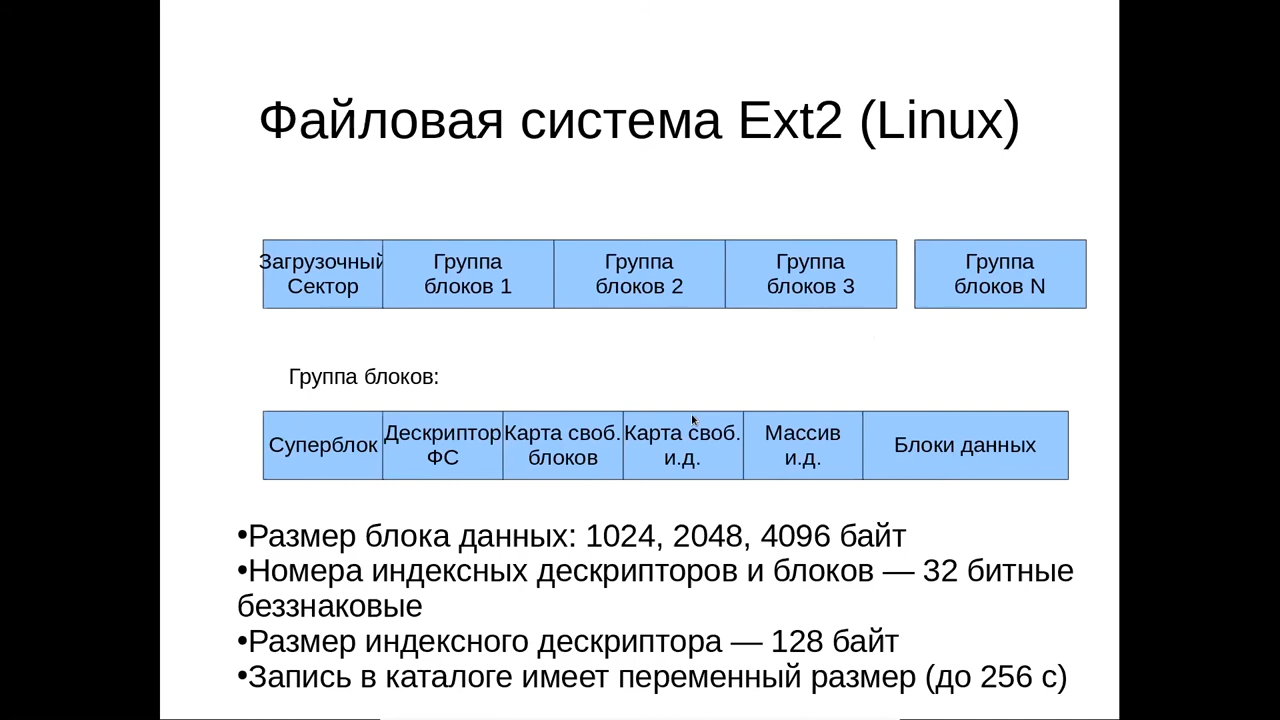 Файловая система Ext2 (Linux)
Загрузочный
Сектор
Группа
блоков 1
Группа
блоков 2
Группа
блоков 3
Группа
блоков N
Группа блоков:
Суперблок
Дескриптор
ФС
Карта своб.
блоков
Карта своб.
и.д.
Массив
и.д.
Блоки данных
•Размер блока данных: 1024, 2048, 4096 байт
•Номера индексных дескрипторов и блоков — 32 битные
беззнаковые
•Размер индексного дескриптора — 128 байт
•Запись в каталоге имеет переменный размер (до 256 с)